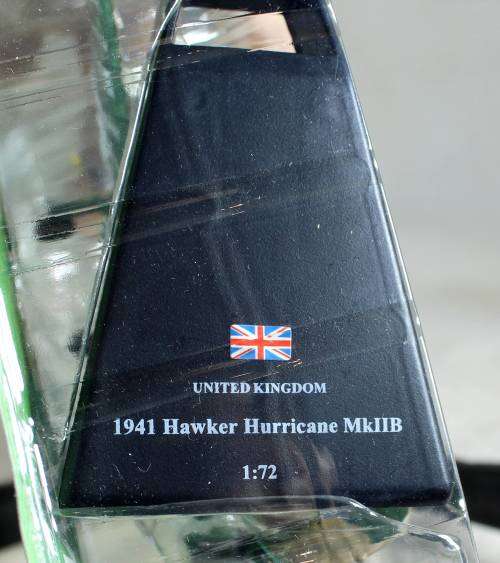 UNITED KINGDOM
1941 Hawker Hurricane MkIIB
1:72